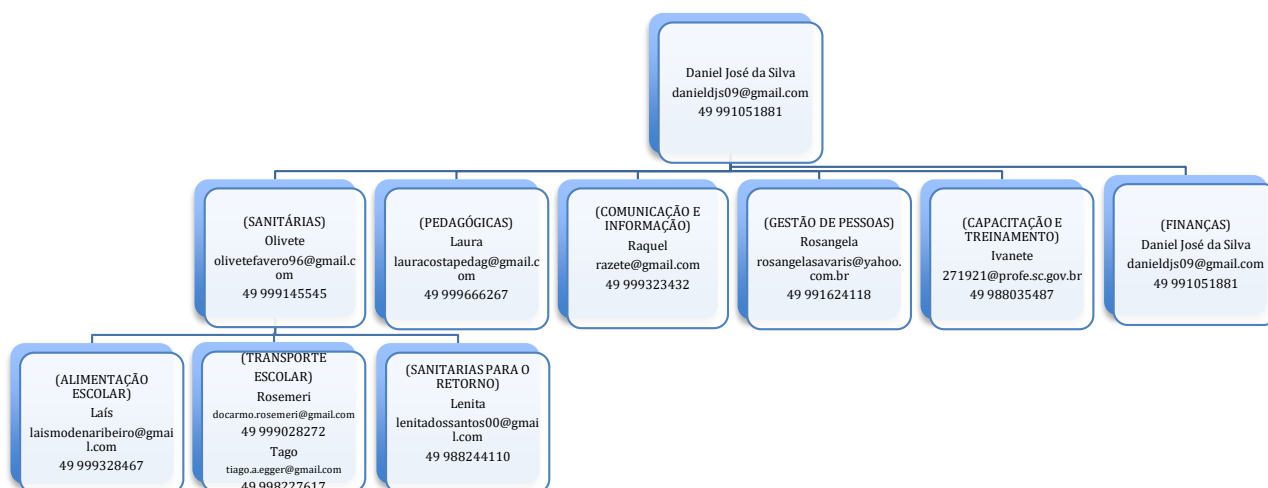 Daniel José da Silva
danieldjs09@gmail.com
49 991051881
(SANITÁRIAS)
Olivete
olivetefavero96@gmail.c
om
49 999145545
(PEDAGÓGICAS)
Laura
lauracostapedag@gmail.c
om
49 999666267
(COMUNICAÇÃO E
INFORMAÇÃO)
Raquel
razete@gmail.com
49 999323432
(GESTÃO DE PESSOAS)
Rosangela
rosangelasavaris@yahoo.
com.br
49 991624118
(CAPACITAÇÃO E
TREINAMENTO)
Ivanete
271921@profe.sc.gov.br
49 988035487
(FINANÇAS)
Daniel José da Silva
danieldjs09@gmail.com
49 991051881
(ALIMENTAÇÃO
ESCOLAR)
Laís
laismodenaribeiro@gmai
l.com
49 999328467
(TRANSPORTE
ESCOLAR)
Rosemeri
docarmo.rosemeri@gmail.com
49 999028272
Tago
tiago.a.egger@gmail.com
49 998227617
(SANITARIAS PARA O
RETORNO)
Lenita
lenitadossantos00@gmai
l.com
49 988244110